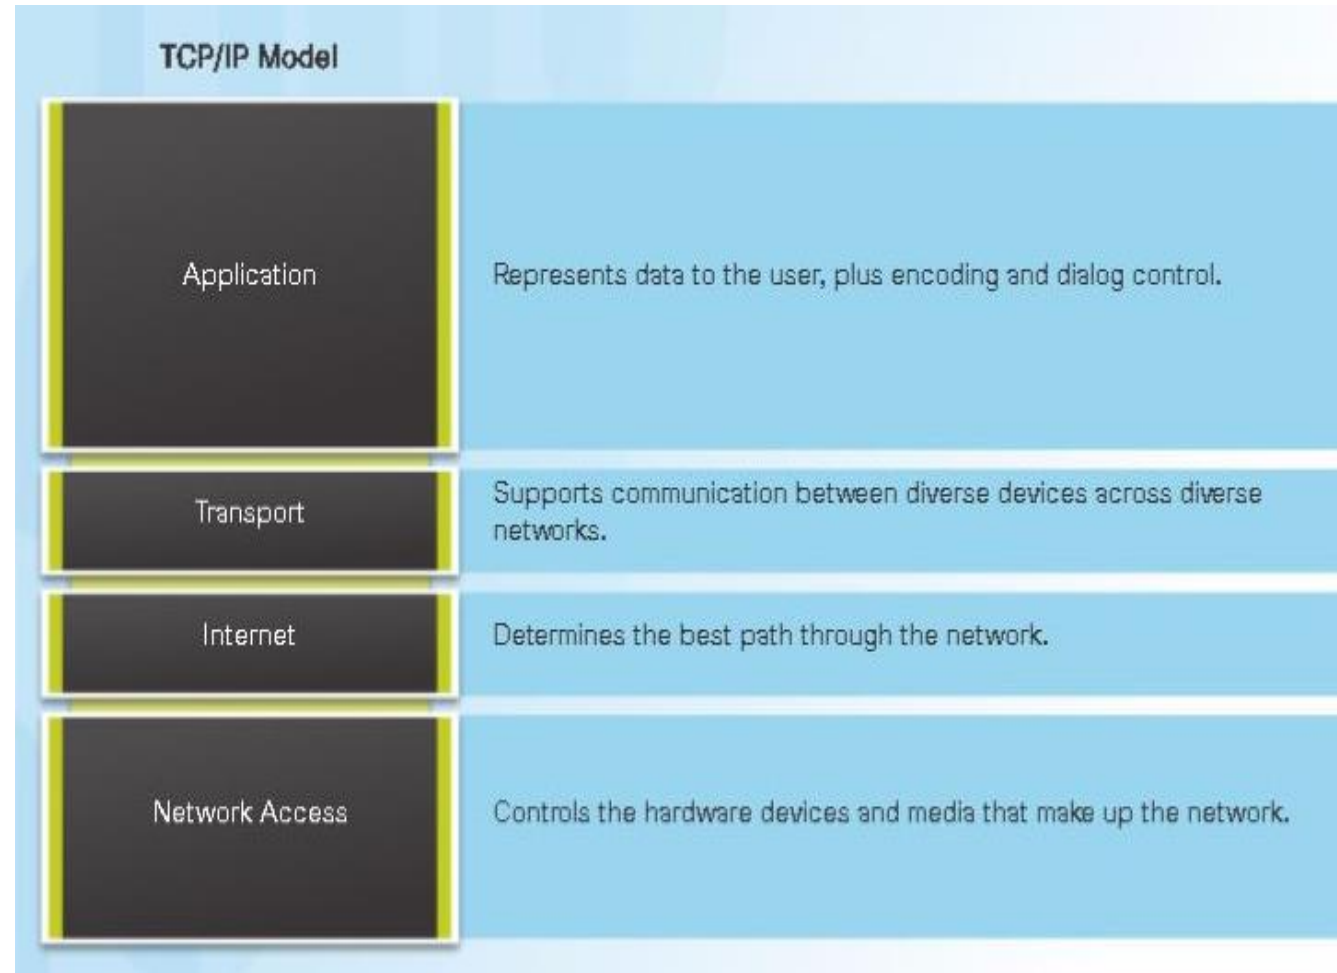 TCP/IP Model
Application
Represents data to the user, plus encoding and dialog control.
Transport
Supports communication between diverse devices across diverse
networks.
Internet
Determines the best path through the network.
Network Access
Controls the hardware devices and media that make up the network.